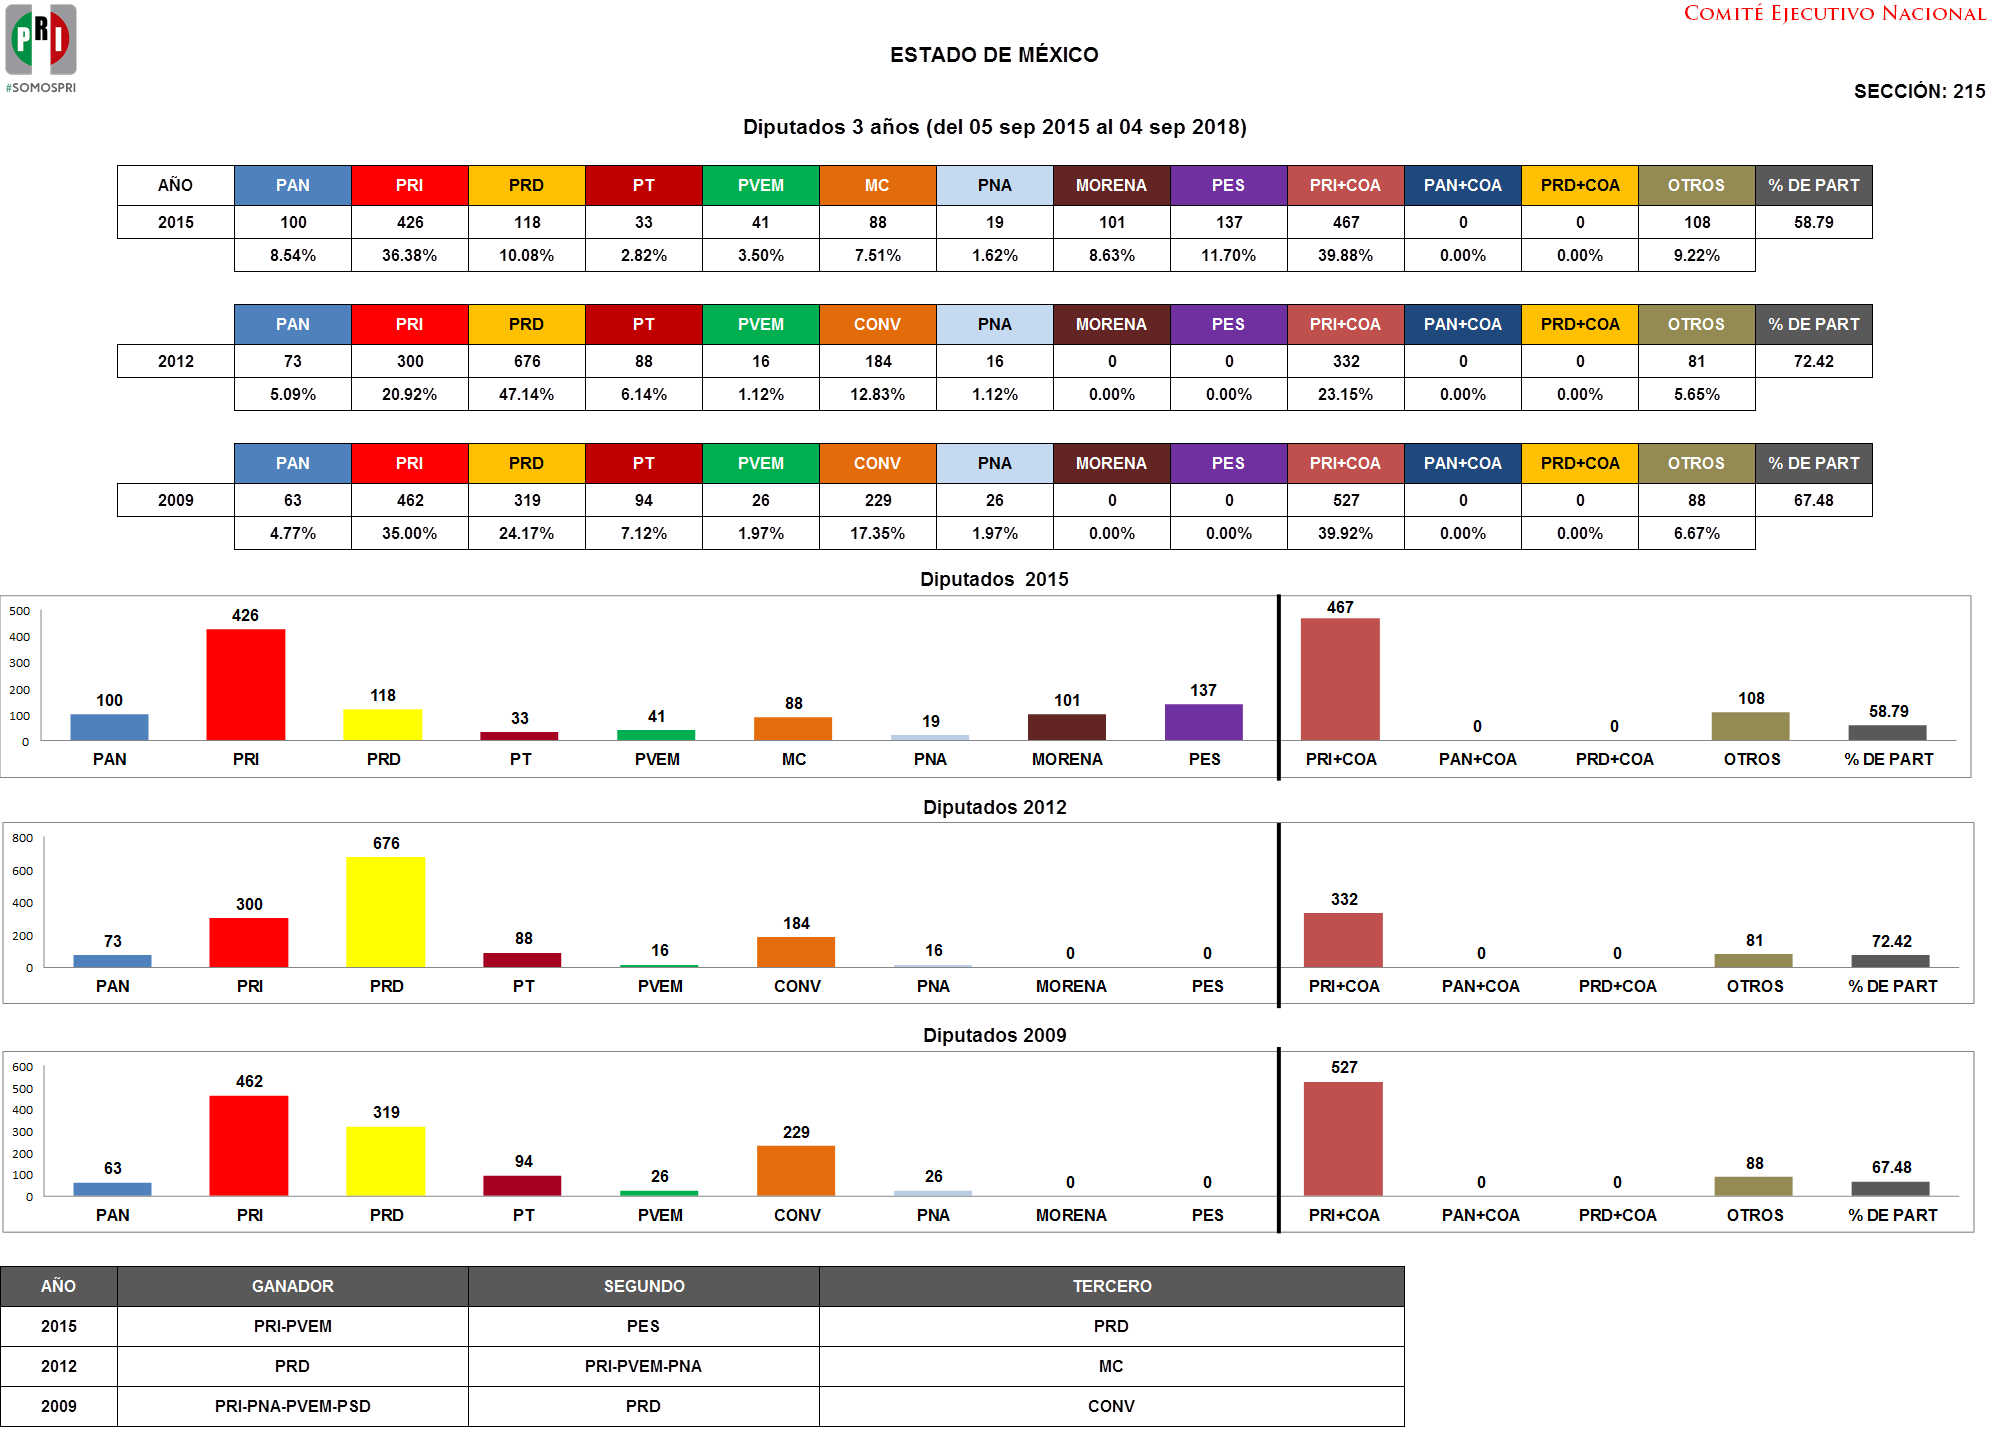 PRI
#SOMOSPRI
COMITÉ EJECUTIVO NACIONAL
ESTADO DE MÉXICO
SECCIÓN: 215
Diputados 3 años (del 05 sep 2015 al 04 sep 2018)
AÑO PAN PRI PRD PT PVEM MC PNA MORENA PES PRI+COA PAN+COA PRD+COA OTROS % DE PART
2015 100 426 118 33 41 88 19 101 137 467 0 0 108 58.79
8.54% 36.38% 10.08% 2.82% 3.50% 7.51% 1.62% 8.63% 11.70% 39.88% 0.00% 0.00% 9.22%
PAN PRI PRD PT PVEM CONV PNA MORENA PES PRI+COA PAN+COA PRD+COA OTROS % DE PART
2012 73 300 676 88 16 184 16 0 0 332 0 0 81 72.42
5.09% 20.92% 47.14% 6.14% 1.12% 12.83% 1.12% 0.00% 0.00% 23.15% 0.00% 0.00% 5.65%
PAN PRI PRD PT PVEM CONV PNA MORENA PES PRI+COA PAN+COA PRD+COA OTROS % DE PART
2009 63 462 319 94 26 229 26 0 0 527 0 0 88 67.48
4.77% 35.00% 24.17% 7.12% 1.97% 17.35% 1.97% 0.00% 0.00% 39.92% 0.00% 0.00% 6.67%
Diputados 2015
500
400
300
200
100
0
100 426 118 33 41 88 19 101 137 467 0 0 108 58.79
PAN PRI PRD PT PVEM MC PNA MORENA PES PRI+COA PAN+COA PRD+COA OTROS % DE PART
Diputados 2012
800
600
400
200
0
73 300 676 88 16 184 16 0 0 332 0 0 81 72.42
PAN PRI PRD PT PVEM CONV PNA MORENA PES PRI+COA PAN+COA PRD+COA OTROS % DE PART
Diputados 2009
600
500
400
300
200
100
0
63 462 319 94 26 229 26 0 0 527 0 0 88 67.48
PAN PRI PRD PT PVEM CONV PNA MORENA PES PRI+COA PAN+COA PRD+COA OTROS % DE PART
AÑO GANADOR SEGUNDO TERCERO
2015 PRI-PVEM PES PRD
2012 PRD PRI-PVEM-PNA MC
2009 PRI-PNA-PVEM-PSD PRD CONV